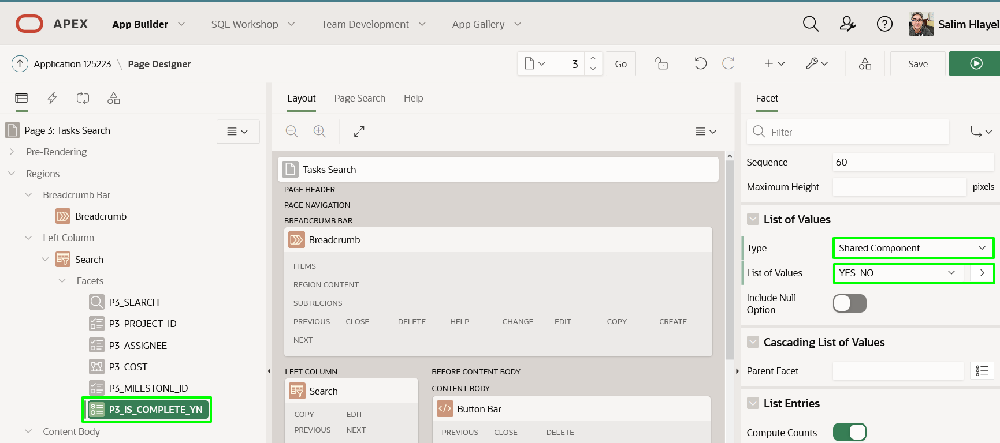 APEX App Builder SQL Workshop Team Development App Gallery Salim Hlayel
Application 125223 \ Page Designer 3 Go Save
Page 3: Tasks Search
Pre-Rendering
Regions
Breadcrumb Bar
Breadcrumb
Left Column
Search
Facets
P3_SEARCH
P3_PROJECT_ID
P3_ASSIGNEE
P3_COST
P3_MILESTONE_ID
P3_IS_COMPLETE_YN
Content Body
Layout Page Search Help
Tasks Search
PAGE HEADER
PAGE NAVIGATION
BREADCRUMB BAR
Breadcrumb
ITEMS
REGION CONTENT
SUB REGIONS
PREVIOUS CLOSE DELETE HELP CHANGE EDIT COPY CREATE
NEXT
LEFT COLUMN
Search
COPY EDIT
PREVIOUS NEXT
BEFORE CONTENT BODY
CONTENT BODY
Button Bar
PREVIOUS CLOSE DELETE
Facet
Filter
Sequence 60
Maximum Height pixels
List of Values
Type Shared Component
List of Values YES_NO
Include Null
Option
Cascading List of Values
Parent Facet
List Entries
Compute Counts